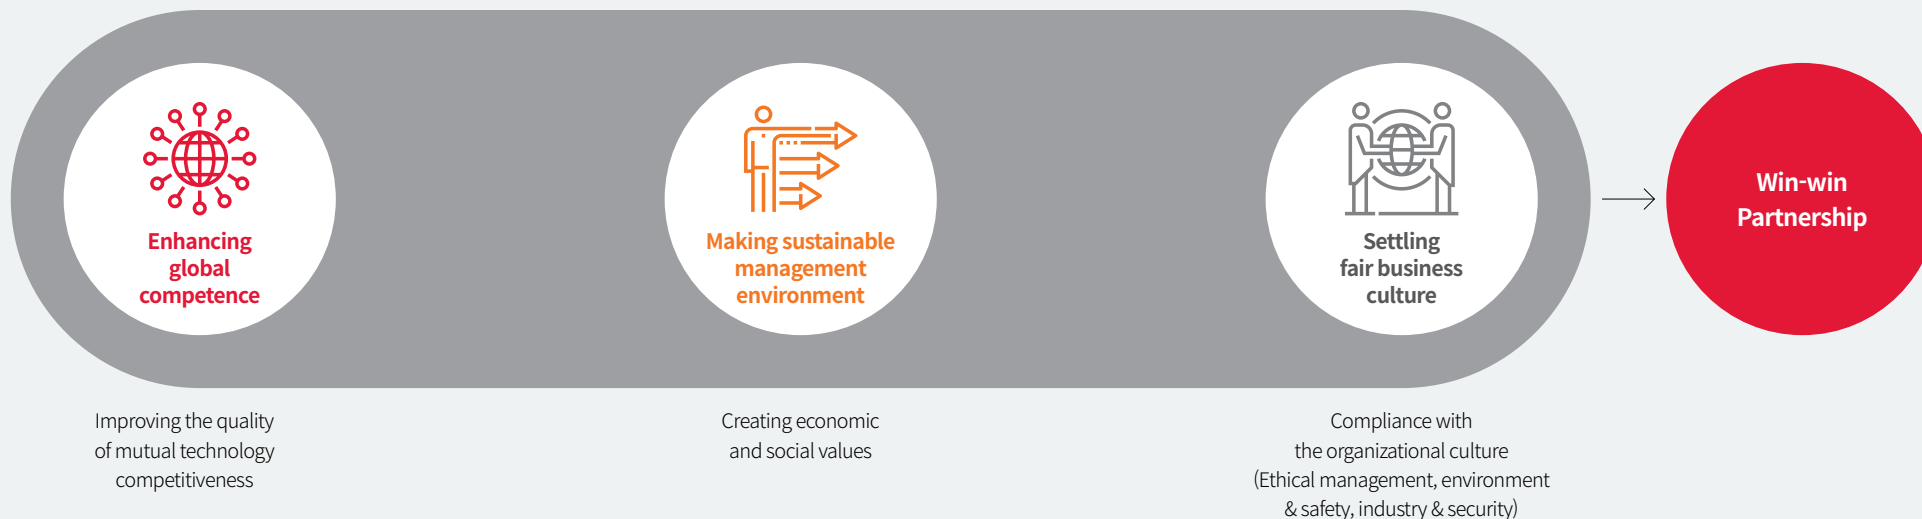 Enhancing
global
competence
Making sustainable
management
environment
Settling
fair business
culture
Win-win
Partnership
Improving the quality
of mutual technology
competitiveness
Creating economic
and social values
Compliance with
the organizational culture
(Ethical management, environment
& safety, industry & security)